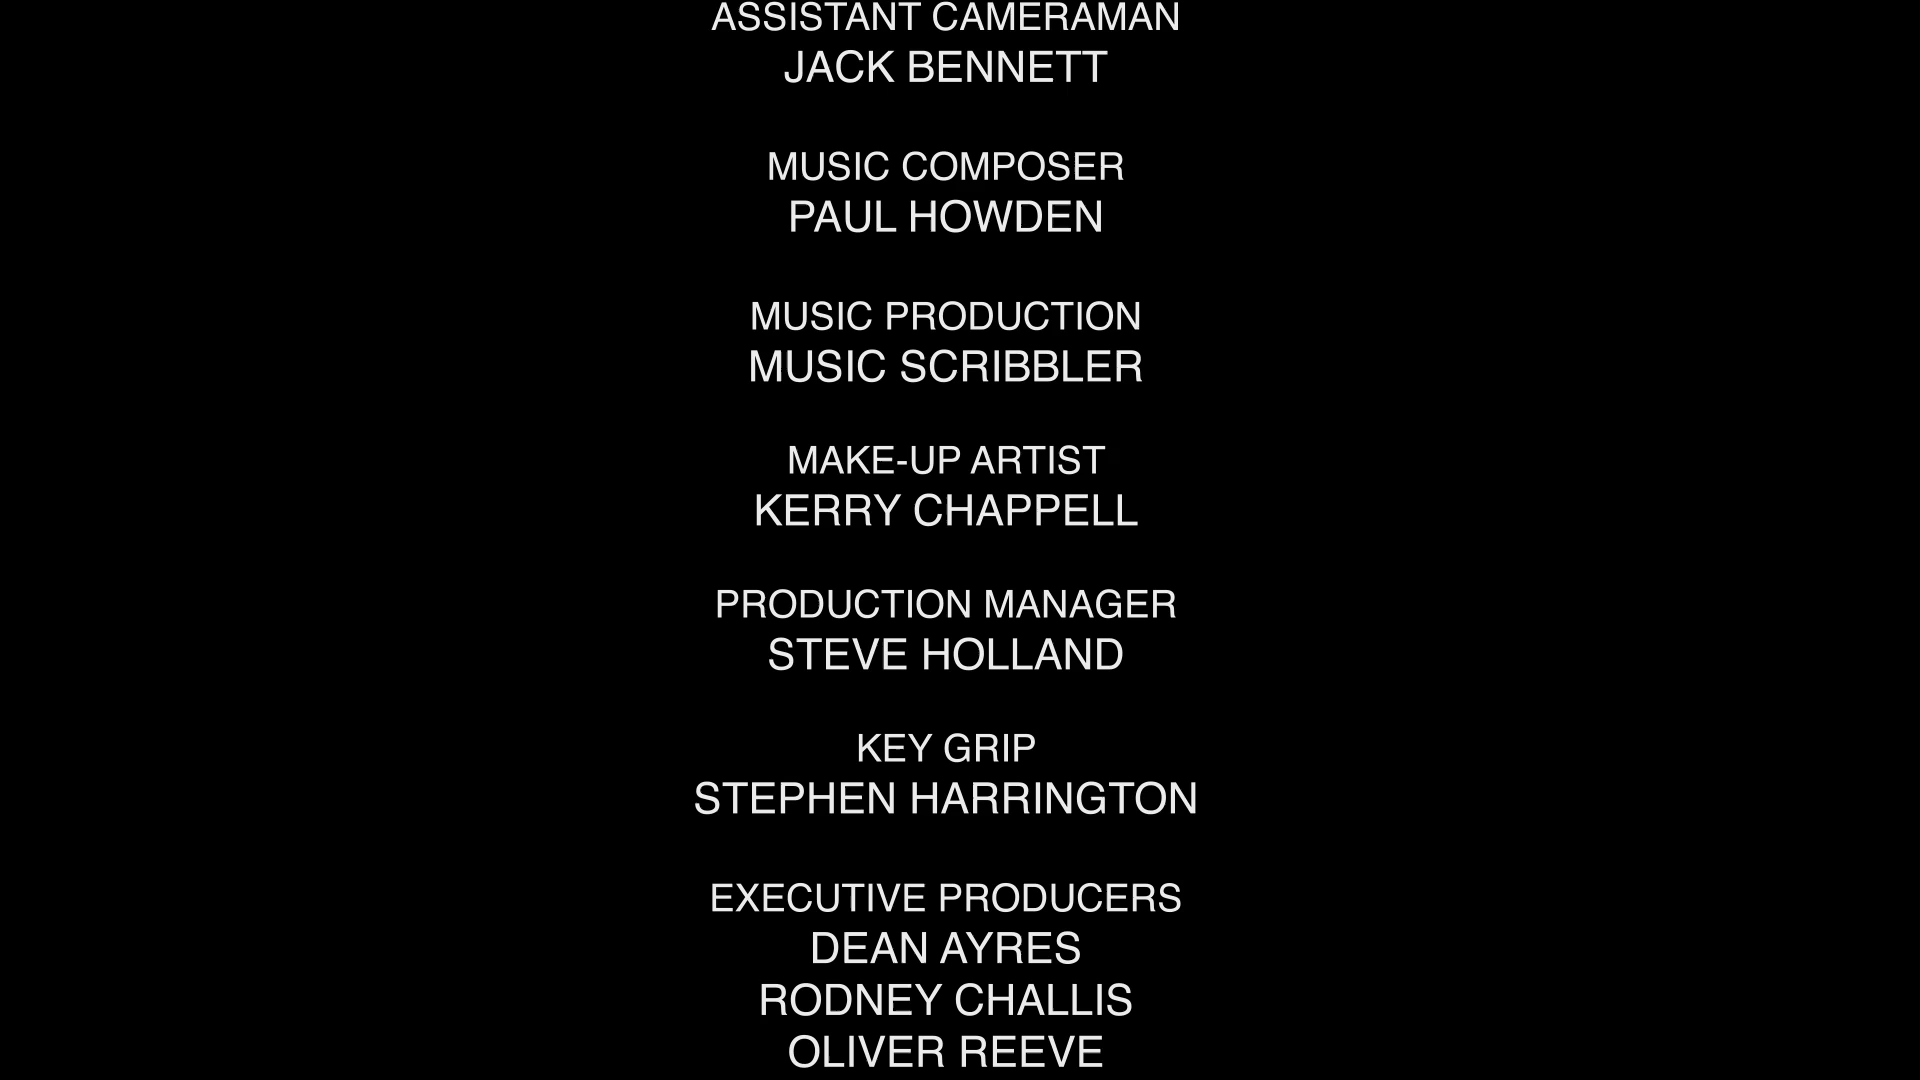 ASSISTANT CAMERAMAN
JACK BENNETT
MUSIC COMPOSER
PAUL HOWDEN
MUSIC PRODUCTION
MUSIC SCRIBBLER
MAKE-UP ARTIST
KERRY CHAPPELL
PRODUCTION MANAGER
STEVE HOLLAND
KEY GRIP
STEPHEN HARRINGTON
EXECUTIVE PRODUCERS
DEAN AYRES
RODNEY CHALLIS
OLIVER REEVE